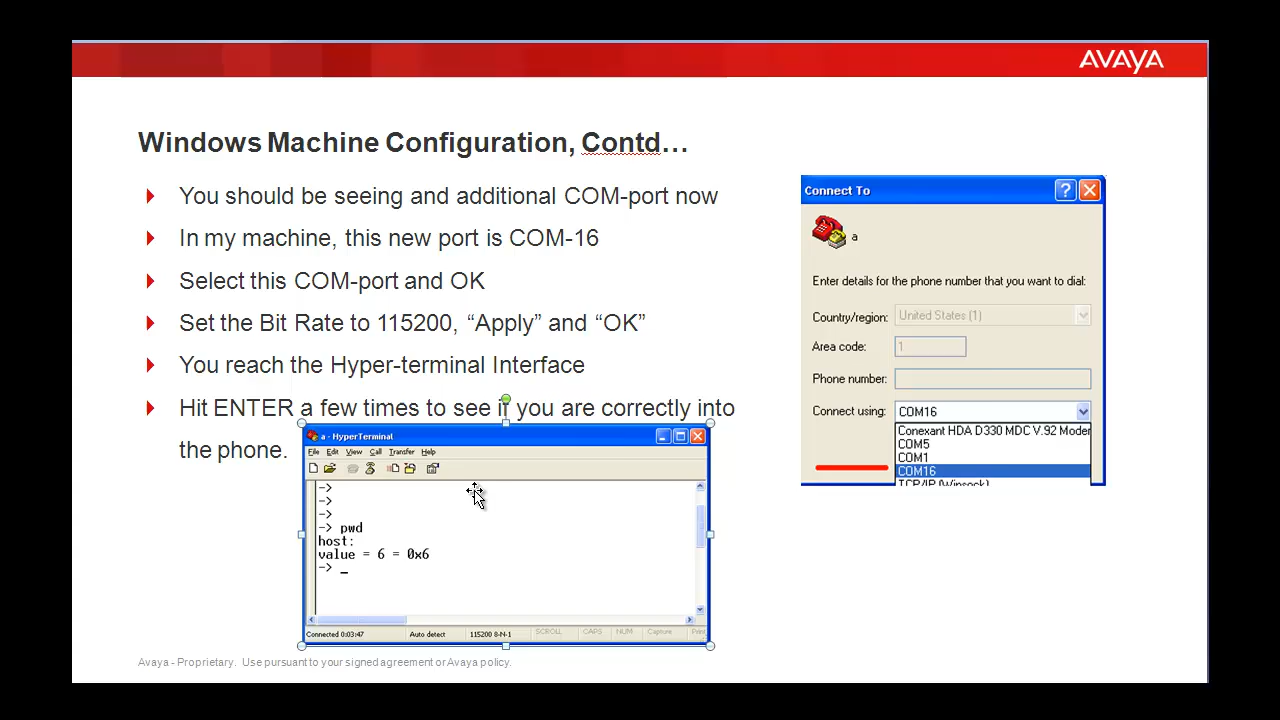 AVAYA
Windows Machine Configuration, Contd…
You should be seeing and additional COM-port now
In my machine, this new port is COM-16
Select this COM-port and OK
Set the Bit Rate to 115200, “Apply” and “OK”
You reach the Hyper-terminal Interface
Hit ENTER a few times to see if you are correctly into
the phone.
a - HyperTerminal
File Edit View Call Transfer Help
->
->
->
-> pwd
host:
value = 6 = 0x6
-> _
Connected 0:03:47 Auto detect 115200 8-N-1 SCROLL CAPS NUM Capture Print
Connect To
a
Enter details for the phone number that you want to dial:
Country/region: United States (1)
Area code: 1
Phone number:
Connect using: COM16
Conexant HDA D330 MDC V.92 Moden
COM5
COM1
COM16
TCP/IP (Winsock)
Avaya - Proprietary. Use pursuant to your signed agreement or Avaya policy.